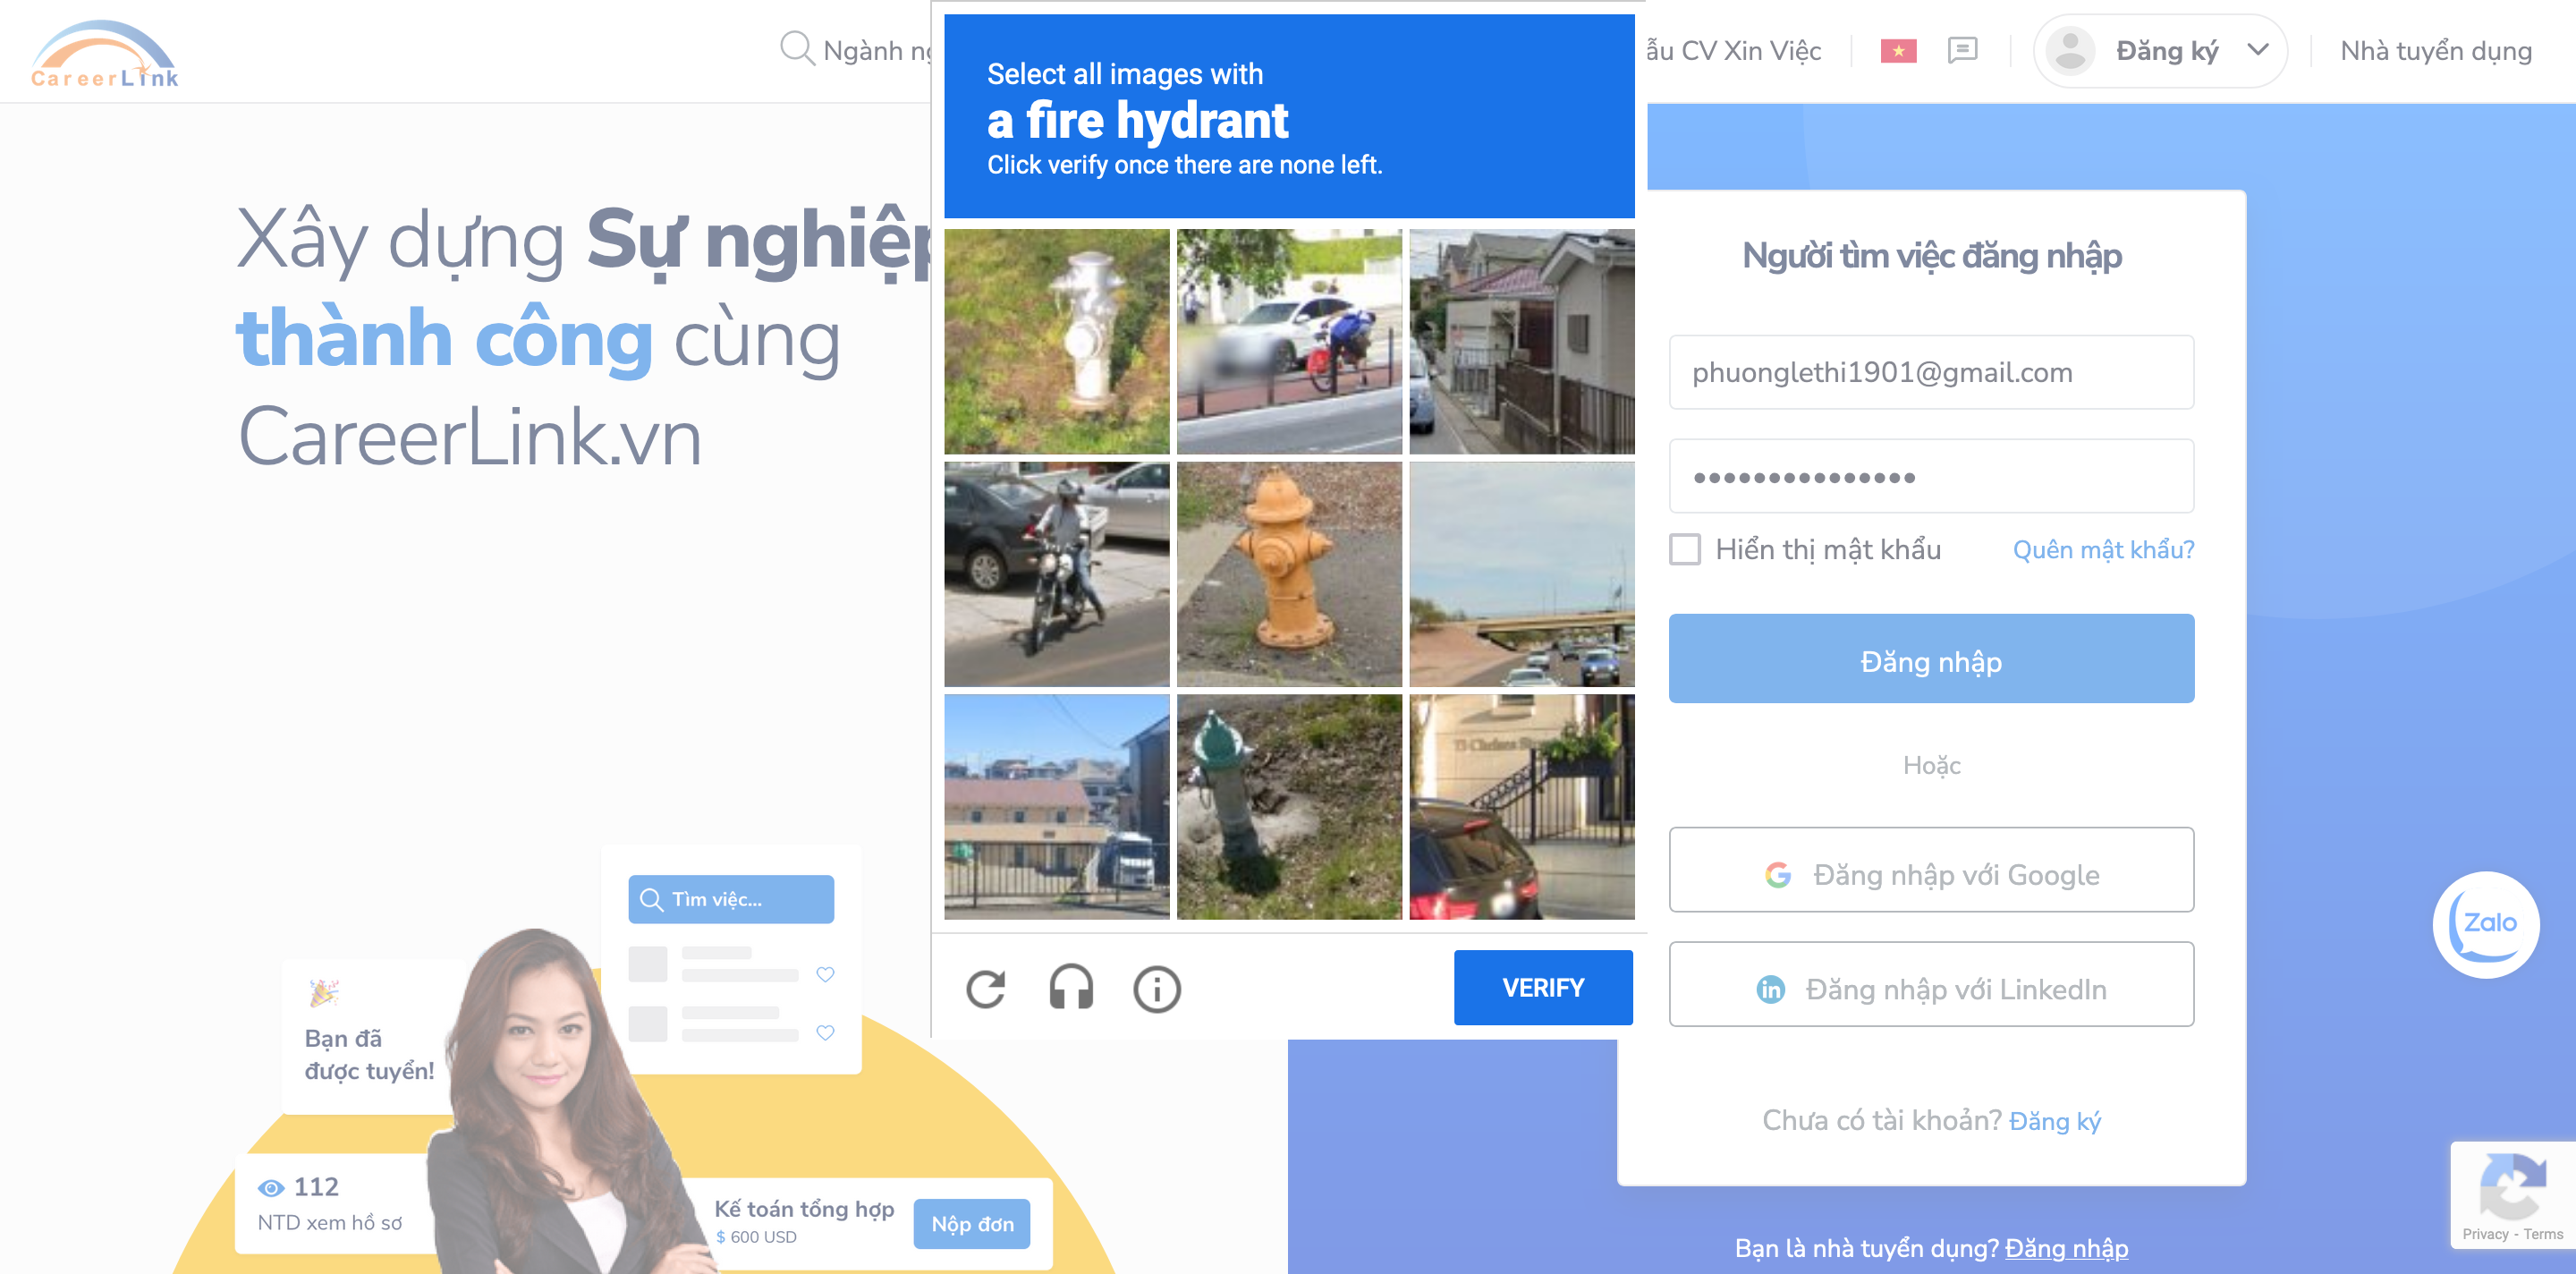 CareerLink
Ngành ng
ẫu CV Xin Việc
Đăng ký
Nhà tuyển dụng
Xây dựng Sự nghiệp
thành công cùng
CareerLink.vn
Tìm việc...
Bạn đã
được tuyển!
112
NTD xem hồ sơ
Kế toán tổng hợp
$ 600 USD
Nộp đơn
Select all images with
a fire hydrant
Click verify once there are none left.
VERIFY
Người tìm việc đăng nhập
phuonglethi1901@gmail.com
Hiển thị mật khẩu
Quên mật khẩu?
Đăng nhập
Hoặc
Đăng nhập với Google
in Đăng nhập với LinkedIn
Chưa có tài khoản? Đăng ký
Bạn là nhà tuyển dụng? Đăng nhập
Zalo
Privacy - Terms